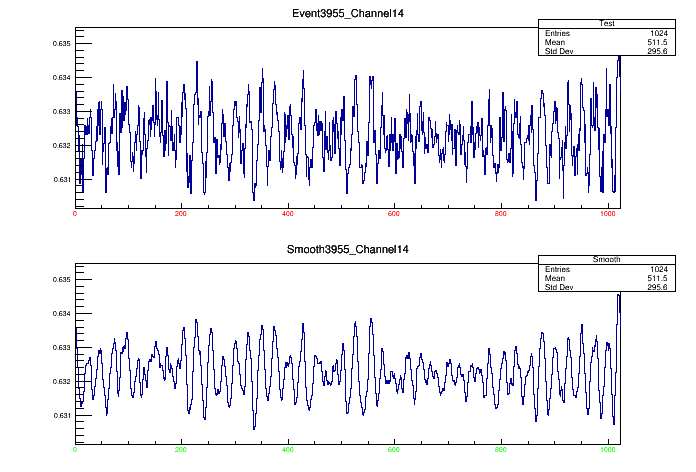 Event3955_Channel14
Test
Entries 1024
Mean 511.5
Std Dev 295.6
0.635
0.634
0.633
0.632
0.631
0 200 400 600 800 1000
Smooth3955_Channel14
Smooth
Entries 1024
Mean 511.5
Std Dev 295.6
0.635
0.634
0.633
0.632
0.631
0 200 400 600 800 1000